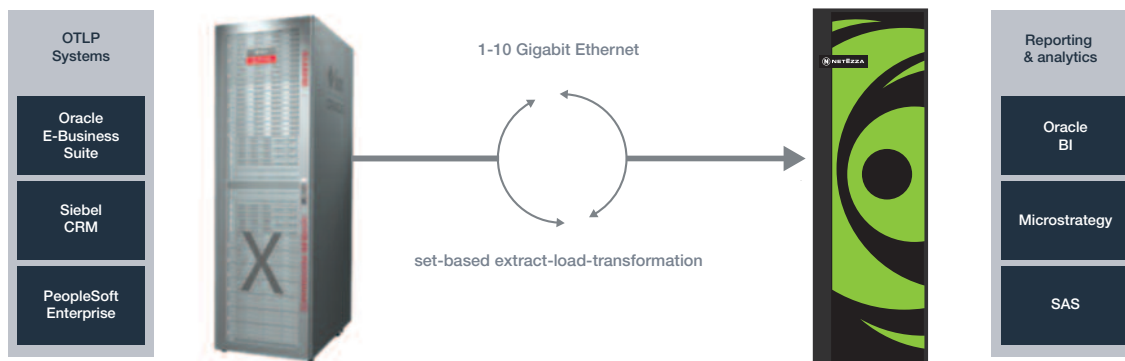 OTLP
Systems
Oracle
E-Business
Suite
Siebel
CRM
PeopleSoft
Enterprise
X
1-10 Gigabit Ethernet
set-based extract-load-transformation
NETEZZA
Reporting
& analytics
Oracle
BI
Microstrategy
SAS